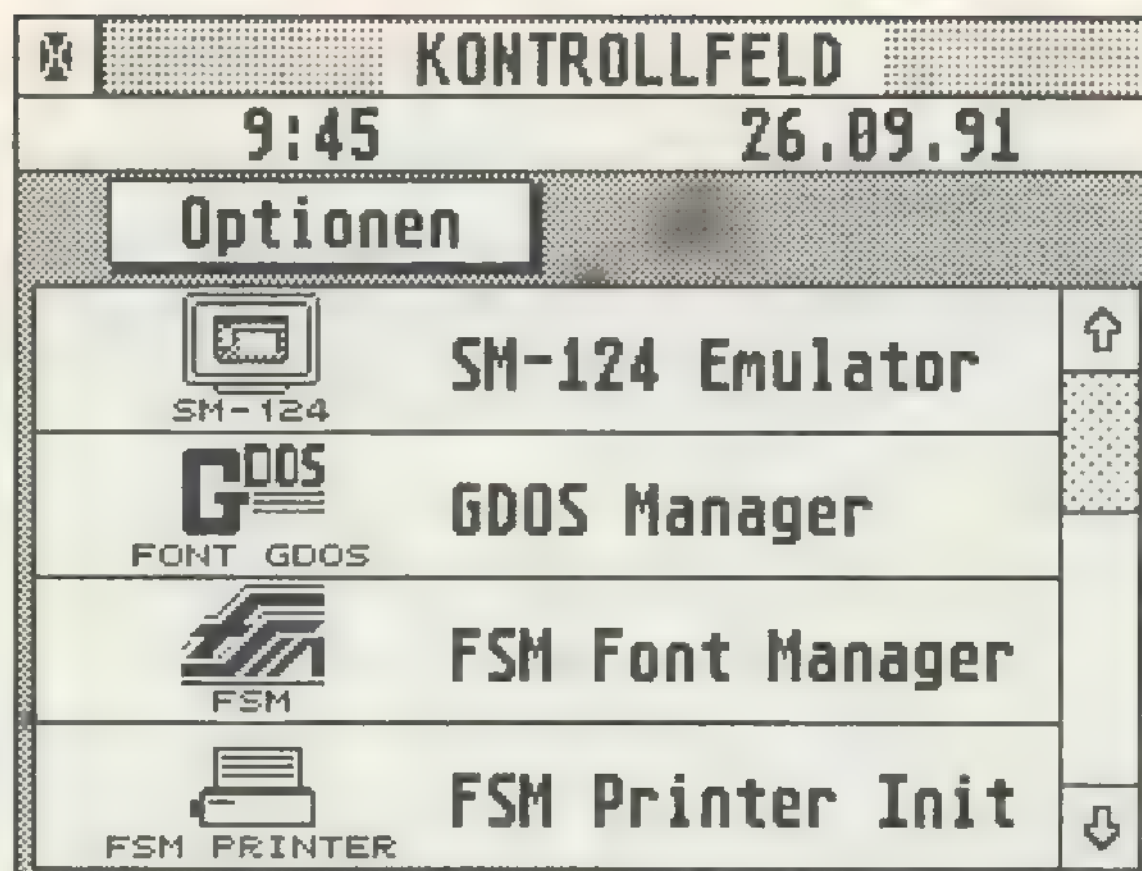 KONTROLLFELD
9:45 26.09.91
Optionen
SM-124
SM-124 Emulator
GDOS
FONT GDOS
GDOS Manager
FSM
FSM Font Manager
FSM PRINTER
FSM Printer Init